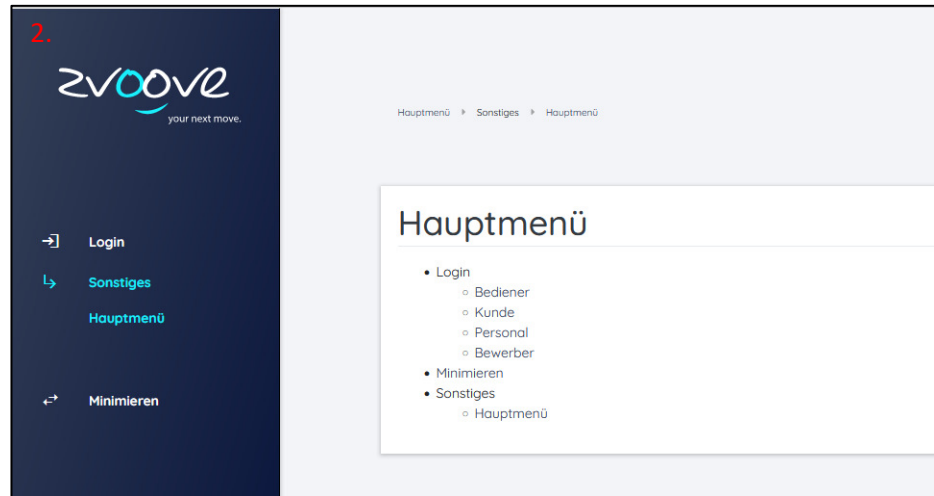 2.
zvoove
your next move.
Login
Sonstiges
Hauptmenü
Minimieren
Hauptmenü Sonstiges Hauptmenü
Hauptmenü
Login
Bediener
Kunde
Personal
Bewerber
Minimieren
Sonstiges
Hauptmenü